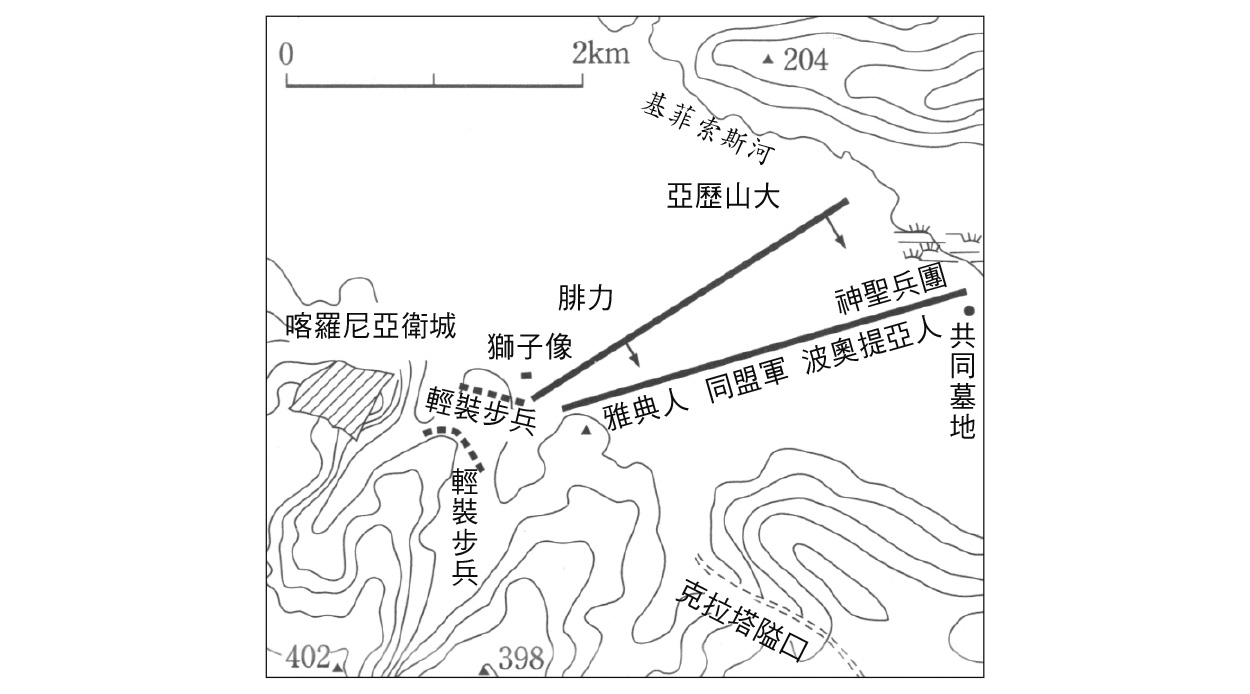 0 2km
204
基菲索斯河
亞歷山大
神聖兵團
腓力
喀羅尼亞衛城
獅子像
波奧提亞人
共同墓地
同盟軍
雅典人
輕裝步兵
輕裝步兵
克拉塔隘口
402
398